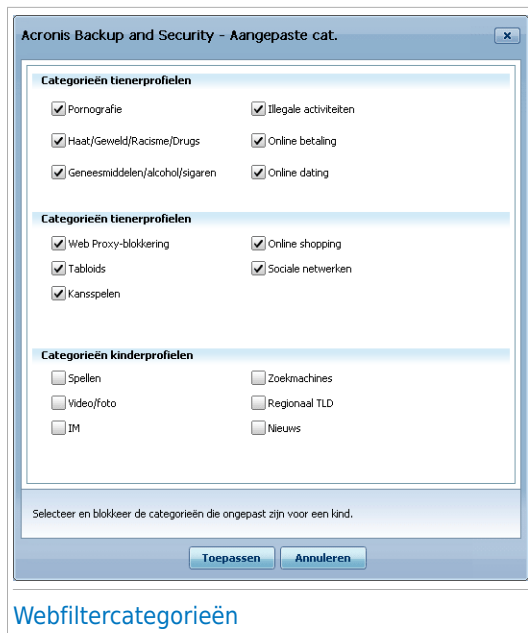 Acronis Backup and Security - Aangepaste cat.
Categorieën tienerprofielen
Pornografie
Illegale activiteiten
Haat/Geweld/Racisme/Drugs
Online betaling
Geneesmiddelen/alcohol/sigaren
Online dating
Categorieën tienerprofielen
Web Proxy-blokkering
Online shopping
Tabloids
Sociale netwerken
Kansspelen
Categorieën kinderprofielen
Spellen
Zoekmachines
Video/foto
Regionaal TLD
IM
Nieuws
Selecteer en blokkeer de categorieën die ongepast zijn voor een kind.
Toepassen
Annuleren
Webfiltercategorieën